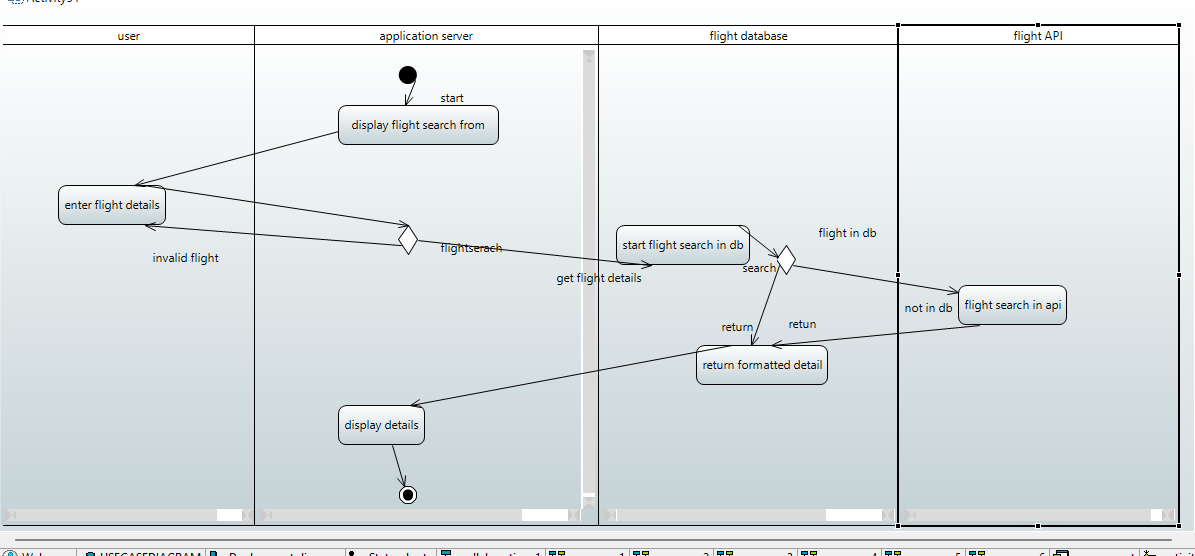 user
application server
flight database
flight API
start
display flight search from
enter flight details
flightserach
start flight search in db
flight in db
invalid flight
get flight details
search
not in db
flight search in api
return
retun
return formatted detail
display details
USECASEDIAGRAM